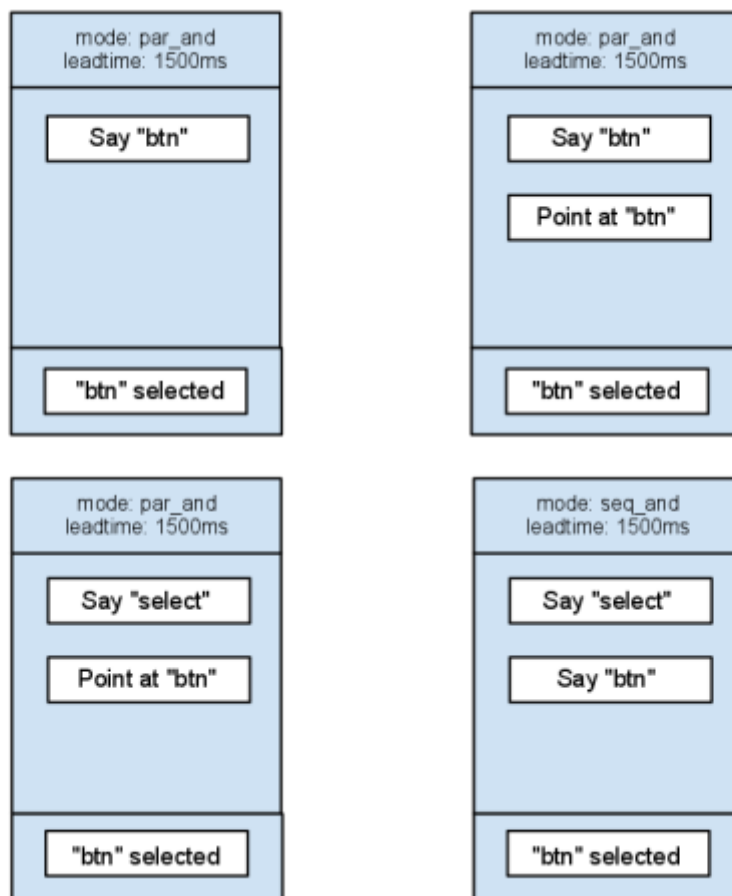 mode: par_and
leadtime: 1500ms
Say "btn"
"btn" selected
mode: par_and
leadtime: 1500ms
Say "btn"
Point at "btn"
"btn" selected
mode: par_and
leadtime: 1500ms
Say "select"
Point at "btn"
"btn" selected
mode: seq_and
leadtime: 1500ms
Say "select"
Say "btn"
"btn" selected